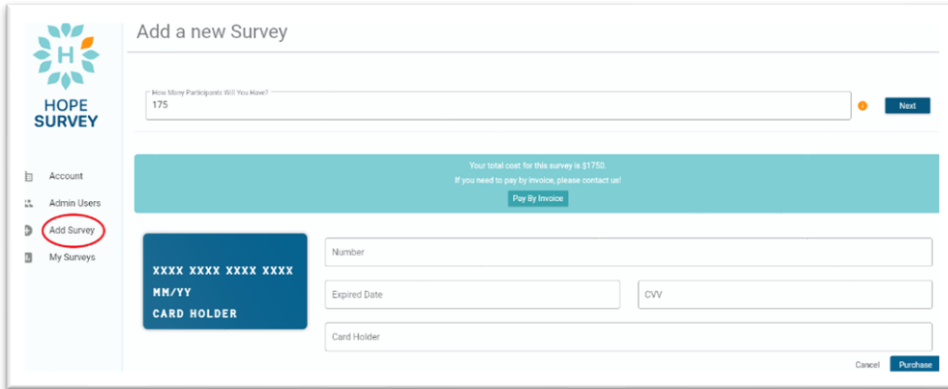 Add a new Survey
H
HOPE
SURVEY
How Many Participants Will You Have?
175
Next
Account
Admin Users
Add Survey
My Surveys
Your total cost for this survey is $1750.
If you need to pay by invoice, please contact us!
Pay By Invoice
XXXX XXXX XXXX XXXX
MM/YY
CARD HOLDER
Number
Expired Date
CVV
Card Holder
Cancel
Purchase